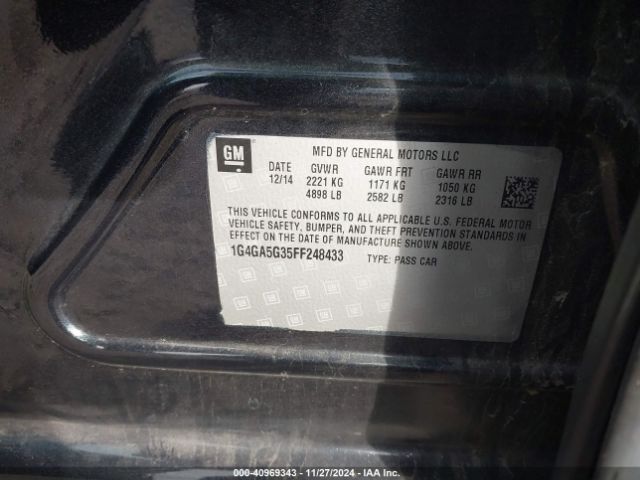 GM
MFD BY GENERAL MOTORS LLC
DATE GVWR GAWR FRT GAWR RR
12/14 2221 KG 1171 KG 1050 KG
4898 LB 2582 LB 2316 LB
THIS VEHICLE CONFORMS TO ALL APPLICABLE U.S. FEDERAL MOTOR
VEHICLE SAFETY, BUMPER, AND THEFT PREVENTION STANDARDS IN
EFFECT ON THE DATE OF MANUFACTURE SHOWN ABOVE.
1G4GA5G35FF248433 TYPE: PASS CAR
00-40969343 - 11/27/2024 - IAA Inc.